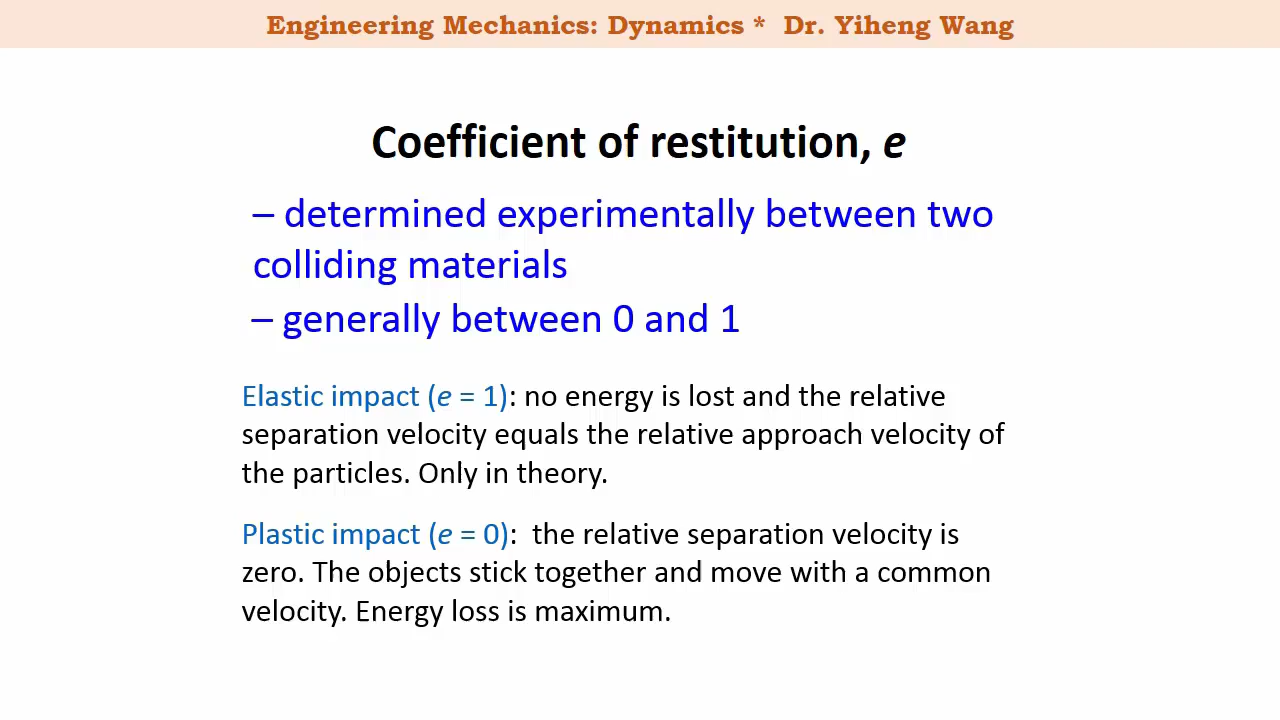 Engineering Mechanics: Dynamics * Dr. Yiheng Wang
Coefficient of restitution, e
– determined experimentally between two
colliding materials
– generally between 0 and 1
Elastic impact (e = 1): no energy is lost and the relative
separation velocity equals the relative approach velocity of
the particles. Only in theory.
Plastic impact (e = 0):  the relative separation velocity is
zero. The objects stick together and move with a common
velocity. Energy loss is maximum.